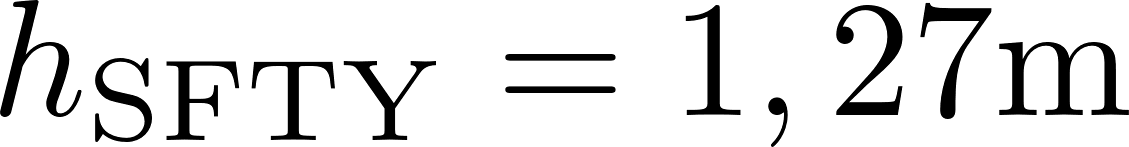 h_SFTY = 1,27m